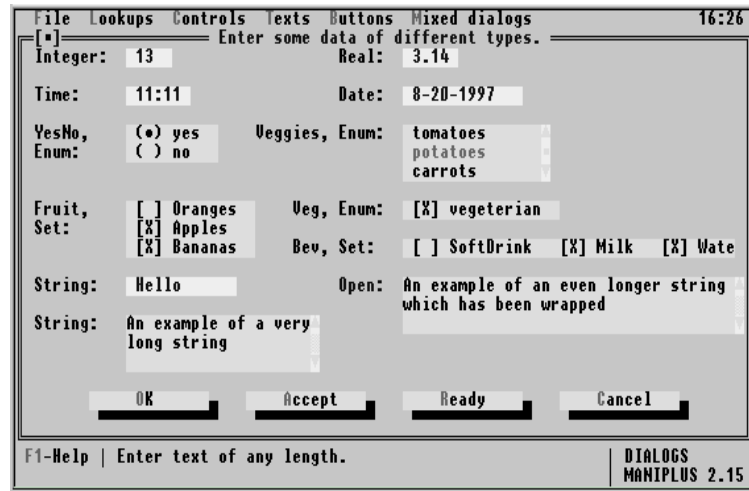 File Lookups Controls Texts Buttons Mixed dialogs 16:26
[▪] Enter some data of different types.
Integer: 13 Real: 3.14
Time: 11:11 Date: 8-20-1997
YesNo, (•) yes Veggies, Enum: tomatoes
Enum: ( ) no potatoes
carrots
Fruit, [ ] Oranges Veg, Enum: [X] vegeterian
Set: [X] Apples
[X] Bananas Bev, Set: [ ] SoftDrink [X] Milk [X] Wate
String: Hello Open: An example of an even longer string
which has been wrapped
String: An example of a very
long string
OK Accept Ready Cancel
F1-Help | Enter text of any length. DIALOGS
MANIPLUS 2.15